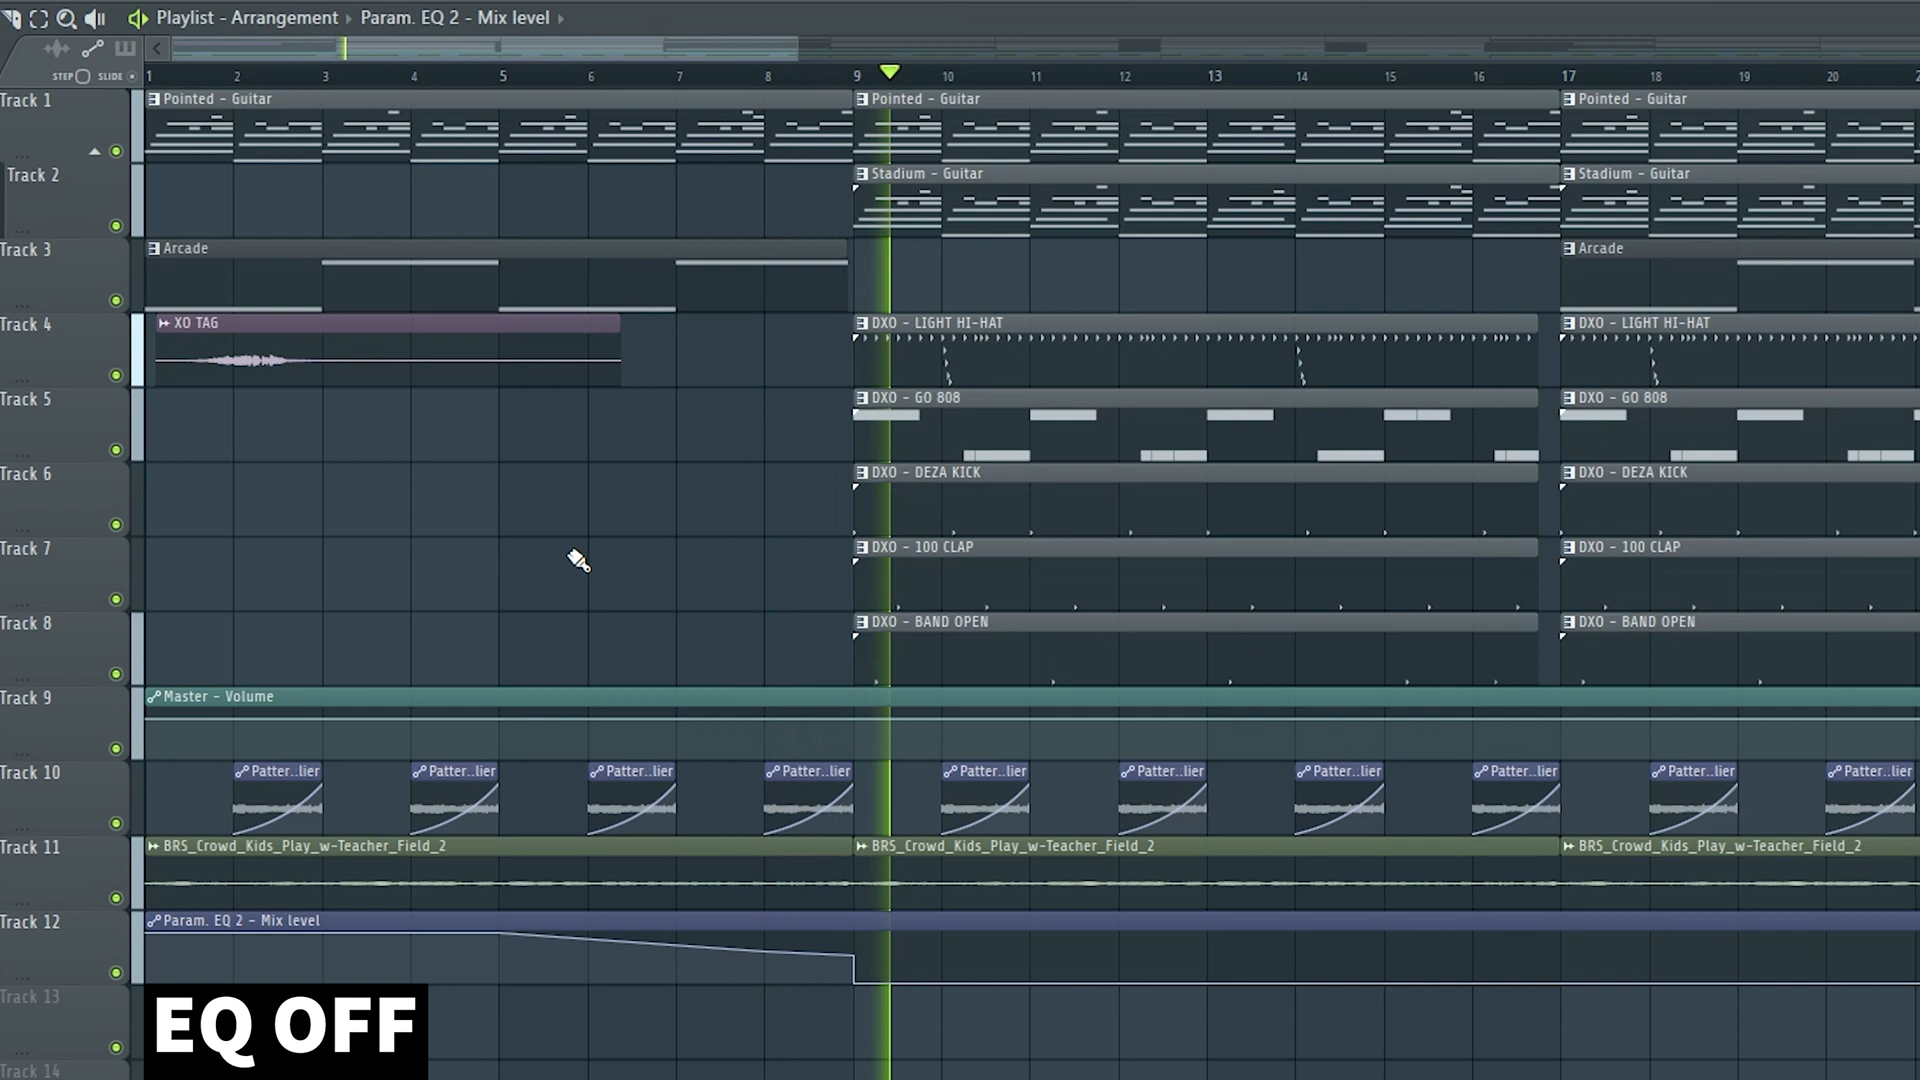 Playlist - Arrangement ▸ Param. EQ 2 - Mix level ▸
STEP SLIDE
1 2 3 4 5 6 7 8 9 10 11 12 13 14 15 16 17 18 19 20
Track 1
Pointed - Guitar Pointed - Guitar Pointed - Guitar
Track 2
Stadium - Guitar Stadium - Guitar
Track 3
Arcade Arcade
Track 4
XO TAG DXO - LIGHT HI-HAT DXO - LIGHT HI-HAT
Track 5
DXO - GO 808 DXO - GO 808
Track 6
DXO - DEZA KICK DXO - DEZA KICK
Track 7
DXO - 100 CLAP DXO - 100 CLAP
Track 8
DXO - BAND OPEN DXO - BAND OPEN
Track 9
Master - Volume
Track 10
Patter..lier Patter..lier Patter..lier Patter..lier Patter..lier Patter..lier Patter..lier Patter..lier Patter..lier Patter..lier
Track 11
BRS_Crowd_Kids_Play_w-Teacher_Field_2 BRS_Crowd_Kids_Play_w-Teacher_Field_2 BRS_Crowd_Kids_Play_w-Teacher_Field_2
Track 12
Param. EQ 2 - Mix level
Track 13
EQ OFF
Track 14